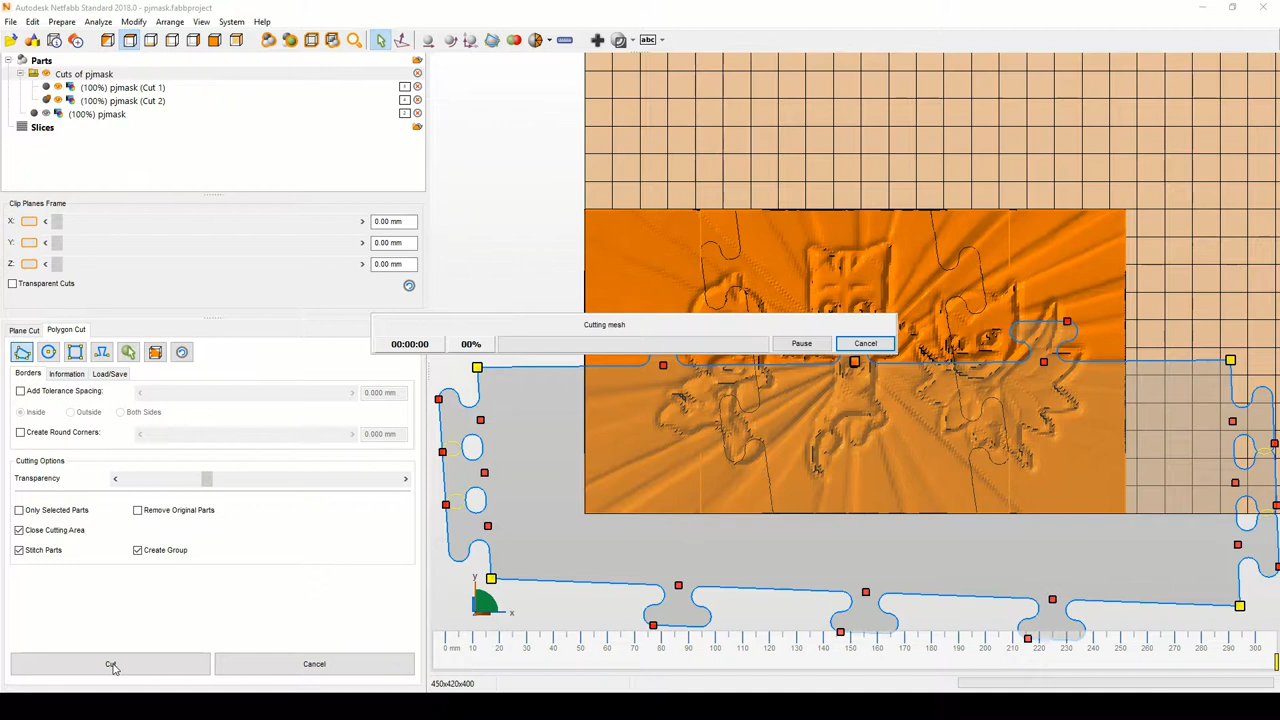 Autodesk Netfabb Standard 2018.0 - pjmask.fabbproject
File Edit Prepare Analyze Modify Arrange View System Help
abc
Parts
Cuts of pjmask
(100%) pjmask (Cut 1)
(100%) pjmask (Cut 2)
(100%) pjmask
Slices
Clip Planes Frame
X: 0.00 mm
Y: 0.00 mm
Z: 0.00 mm
Transparent Cuts
Plane Cut Polygon Cut
Cutting mesh
00:00:00 00% Pause Cancel
Borders Information Load/Save
Add Tolerance Spacing: 0.000 mm
Inside Outside Both Sides
Create Round Corners: 0.000 mm
Cutting Options
Transparency
Only Selected Parts Remove Original Parts
Close Cutting Area
Stitch Parts Create Group
y
x
0 mm 10 20 30 40 50 60 70 80 90 100 110 120 130 140 150 160 170 180 190 200 210 220 230 240 250 260 270 280 290 300
Cut Cancel
450x420x400